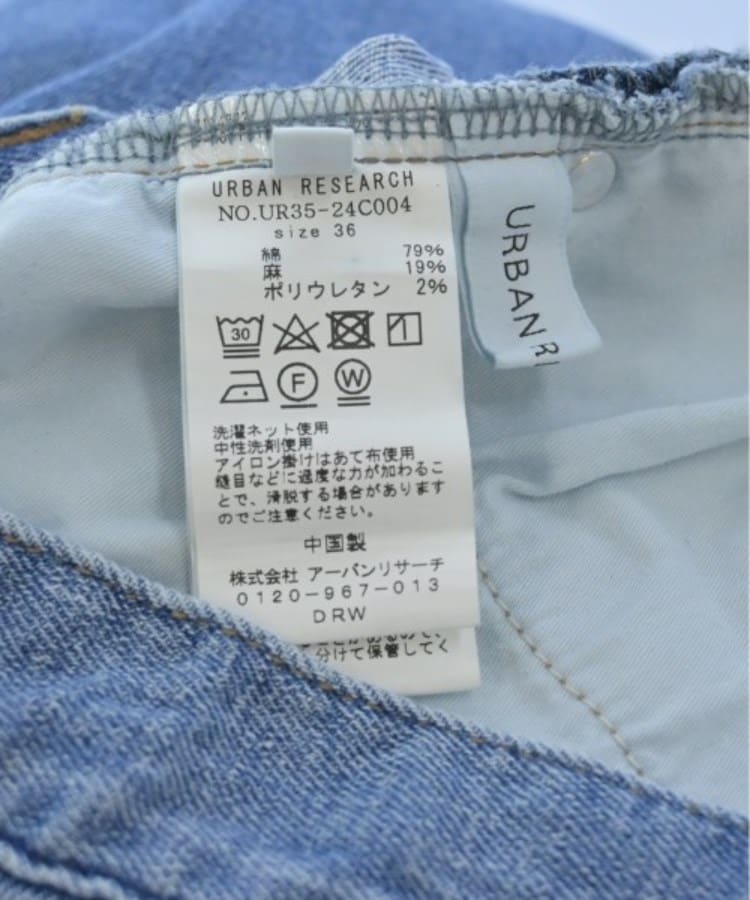 URBAN RESEARCH
NO.UR35-24C004
size 36
綿 79%
麻 19%
ポリウレタン 2%
30
F W
洗濯ネット使用
中性洗剤使用
アイロン掛けはあて布使用
縫目などに過度な力が加わるこ
とで、滑脱する場合があります
のでご注意ください。
中国製
株式会社 アーバンリサーチ
0120-967-013
DRW
分けて保管してく
URBAN R